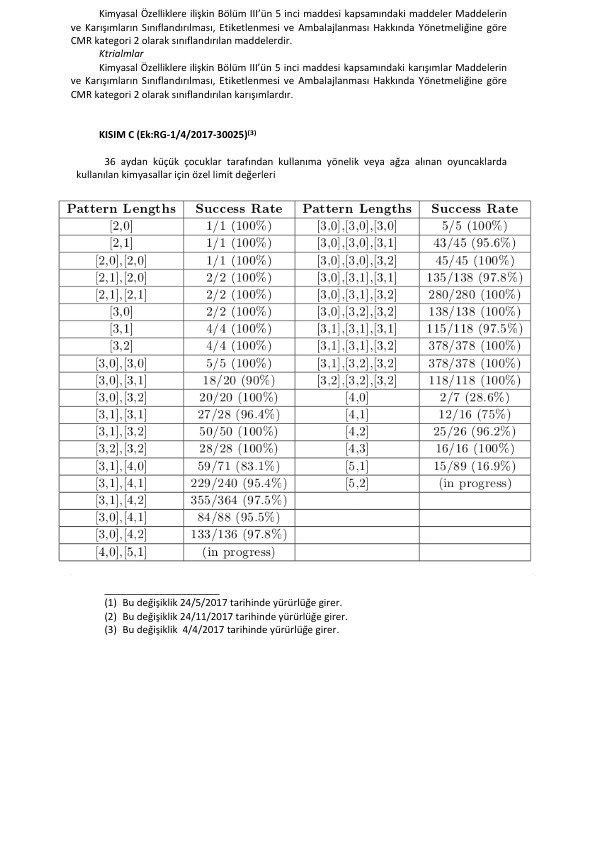 Kimyasal Özelliklere ilişkin Bölüm III'ün 5 inci maddesi kapsamındaki maddeler Maddelerin
ve Karışımların Sınıflandırılması, Etiketlenmesi ve Ambalajlanması Hakkında Yönetmeliğine göre
CMR kategori 2 olarak sınıflandırılan maddelerdir.
Ktrialmlar
Kimyasal Özelliklere ilişkin Bölüm III'ün 5 inci maddesi kapsamındaki karışımlar Maddelerin
ve Karışımların Sınıflandırılması, Etiketlenmesi ve Ambalajlanması Hakkında Yönetmeliğine göre
CMR kategori 2 olarak sınıflandırılan karışımlardır.
KISIM C (Ek:RG-1/4/2017-30025)(3)
36 aydan küçük çocuklar tarafından kullanıma yönelik veya ağza alınan oyuncaklarda
kullanılan kimyasallar için özel limit değerleri
Pattern Lengths Success Rate Pattern Lengths Success Rate
[2,0] 1/1 (100%) [3,0],[3,0],[3,0] 5/5 (100%)
[2,1] 1/1 (100%) [3,0],[3,0],[3,1] 43/45 (95.6%)
[2,0],[2,0] 1/1 (100%) [3,0],[3,0],[3,2] 45/45 (100%)
[2,1],[2,0] 2/2 (100%) [3,0],[3,1],[3,1] 135/138 (97.8%)
[2,1],[2,1] 2/2 (100%) [3,0],[3,1],[3,2] 280/280 (100%)
[3,0] 2/2 (100%) [3,0],[3,2],[3,2] 138/138 (100%)
[3,1] 4/4 (100%) [3,1],[3,1],[3,1] 115/118 (97.5%)
[3,2] 4/4 (100%) [3,1],[3,1],[3,2] 378/378 (100%)
[3,0],[3,0] 5/5 (100%) [3,1],[3,2],[3,2] 378/378 (100%)
[3,0],[3,1] 18/20 (90%) [3,2],[3,2],[3,2] 118/118 (100%)
[3,0],[3,2] 20/20 (100%) [4,0] 2/7 (28.6%)
[3,1],[3,1] 27/28 (96.4%) [4,1] 12/16 (75%)
[3,1],[3,2] 50/50 (100%) [4,2] 25/26 (96.2%)
[3,2],[3,2] 28/28 (100%) [4,3] 16/16 (100%)
[3,1],[4,0] 59/71 (83.1%) [5,1] 15/89 (16.9%)
[3,1],[4,1] 229/240 (95.4%) [5,2] (in progress)
[3,1],[4,2] 355/364 (97.5%)
[3,0],[4,1] 84/88 (95.5%)
[3,0],[4,2] 133/136 (97.8%)
[4,0],[5,1] (in progress)
(1) Bu değişiklik 24/5/2017 tarihinde yürürlüğe girer.
(2) Bu değişiklik 24/11/2017 tarihinde yürürlüğe girer.
(3) Bu değişiklik 4/4/2017 tarihinde yürürlüğe girer.